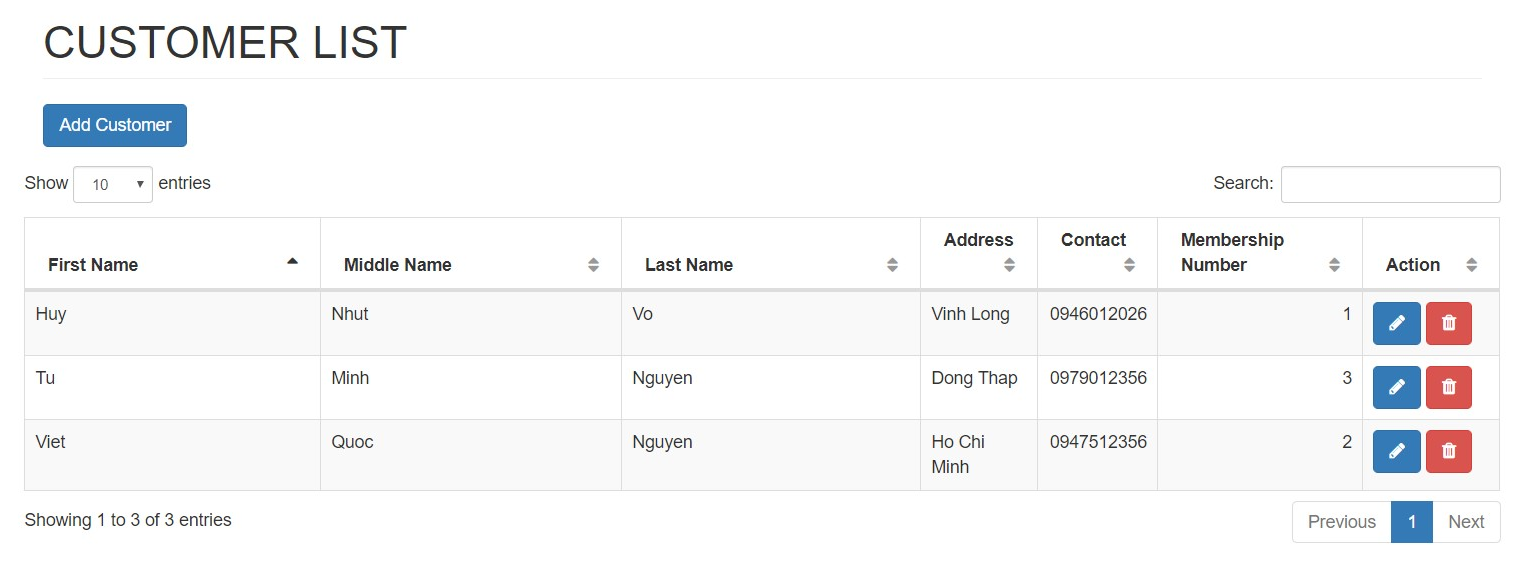 CUSTOMER LIST
Add Customer
Show 10 entries Search:
First Name Middle Name Last Name Address Contact Membership Number Action
Huy Nhut Vo Vinh Long 0946012026 1
Tu Minh Nguyen Dong Thap 0979012356 3
Viet Quoc Nguyen Ho Chi Minh 0947512356 2
Showing 1 to 3 of 3 entries Previous 1 Next